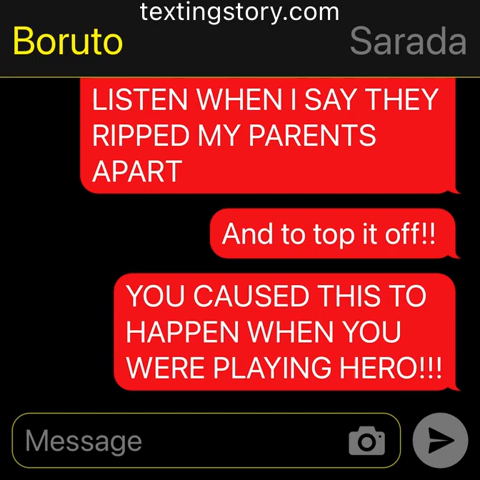 textingstory.com
Boruto Sarada
LISTEN WHEN I SAY THEY
RIPPED MY PARENTS
APART
And to top it off!!
YOU CAUSED THIS TO
HAPPEN WHEN YOU
WERE PLAYING HERO!!!
Message